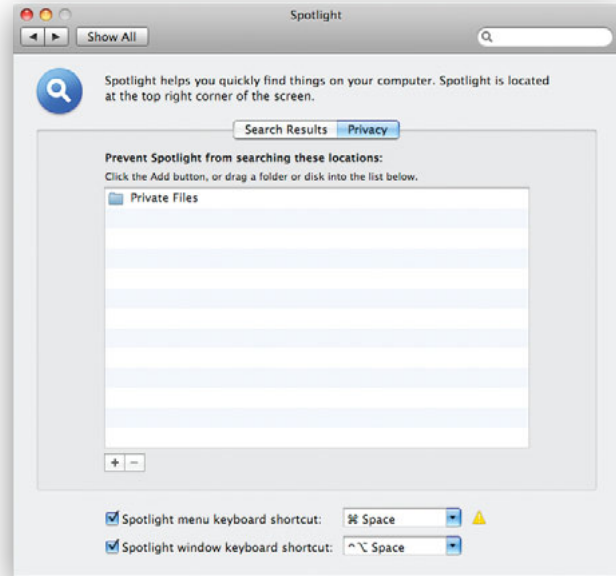 Spotlight
Show All
Spotlight helps you quickly find things on your computer. Spotlight is located
at the top right corner of the screen.
Search Results Privacy
Prevent Spotlight from searching these locations:
Click the Add button, or drag a folder or disk into the list below.
Private Files
+ −
Spotlight menu keyboard shortcut: ⌘ Space
Spotlight window keyboard shortcut: ^⌥ Space